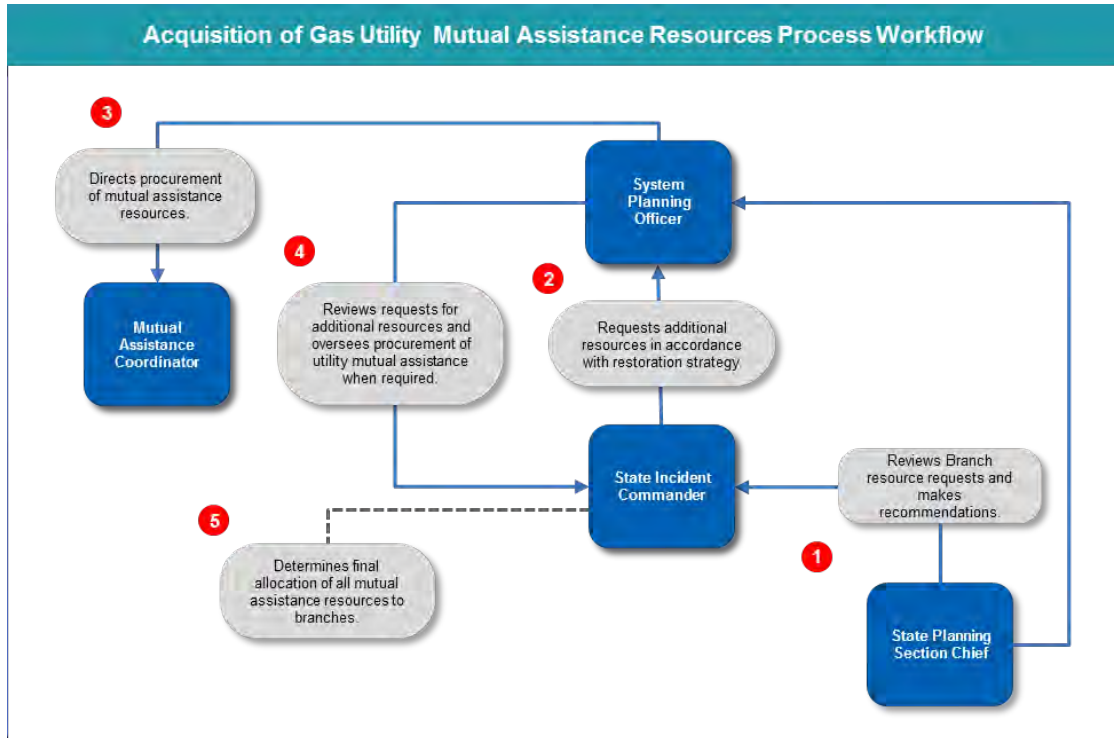 Acquisition of Gas Utility Mutual Assistance Resources Process Workflow
3
Directs procurement
of mutual assistance
resources.
System
Planning
Officer
4
2
Reviews requests for
additional resources and
oversees procurement of
utility mutual assistance
when required.
Requests additional
resources in accordance
with restoration strategy
Mutual
Assistance
Coordinator
State Incident
Commander
Reviews Branch
resource requests and
makes
recommendations.
5
1
Determines final
allocation of all mutual
assistance resources to
branches.
State Planning
Section Chief